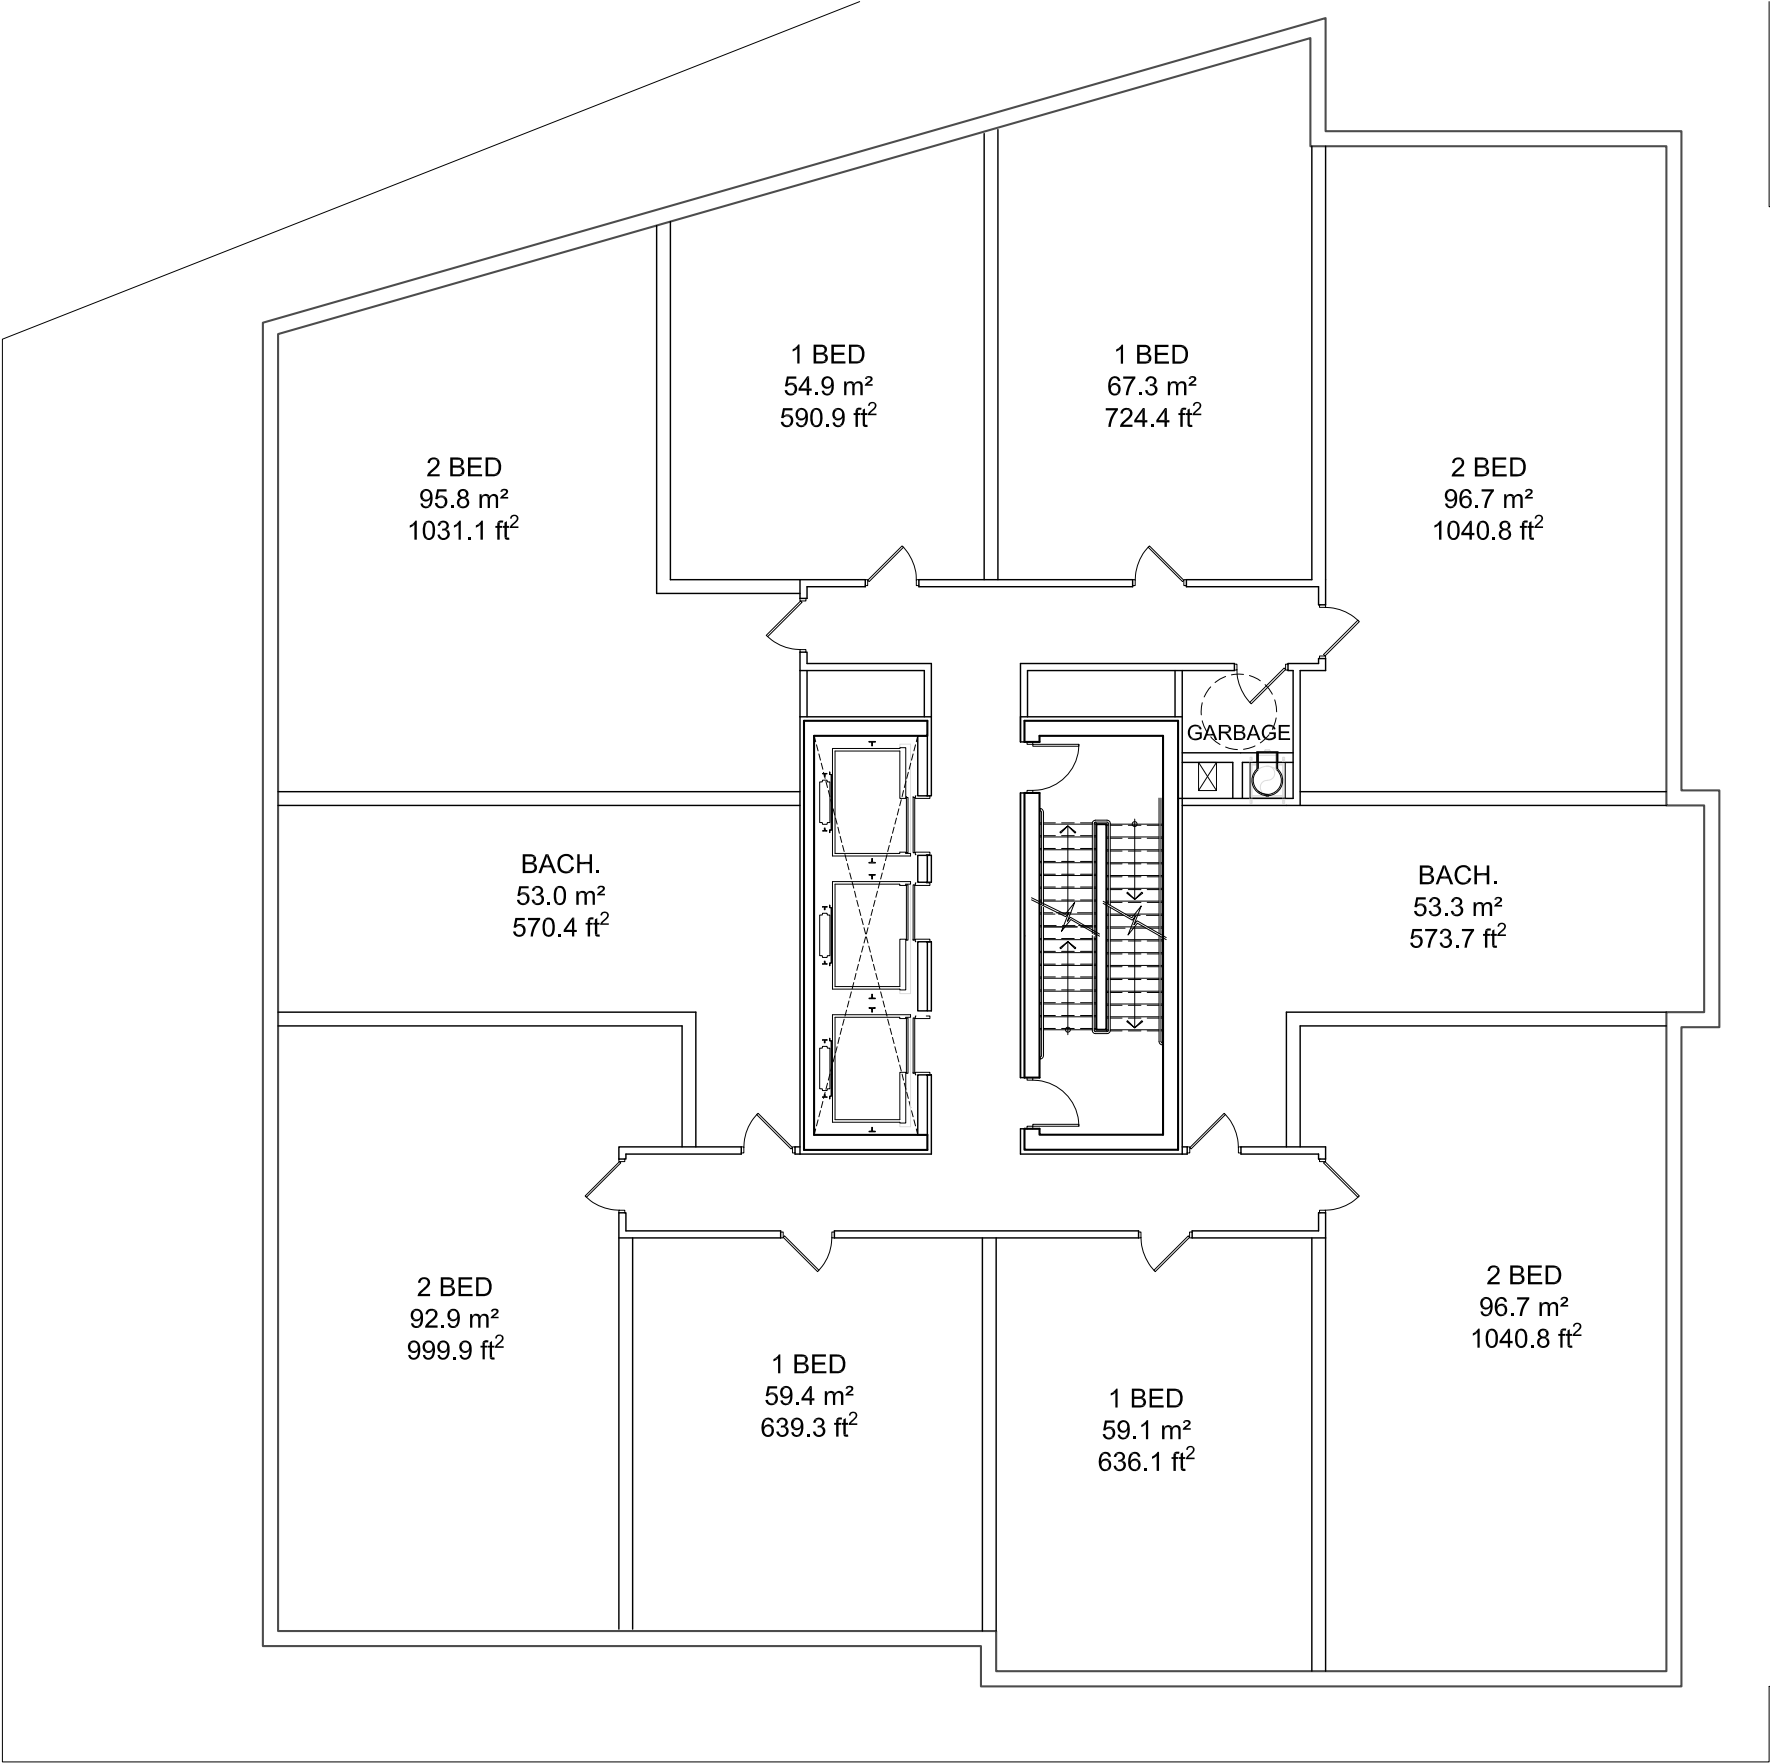 1 BED
54.9 m²
590.9 ft²
1 BED
67.3 m²
724.4 ft²
2 BED
95.8 m²
1031.1 ft²
2 BED
96.7 m²
1040.8 ft²
GARBAGE
BACH.
53.0 m²
570.4 ft²
BACH.
53.3 m²
573.7 ft²
2 BED
92.9 m²
999.9 ft²
2 BED
96.7 m²
1040.8 ft²
1 BED
59.4 m²
639.3 ft²
1 BED
59.1 m²
636.1 ft²